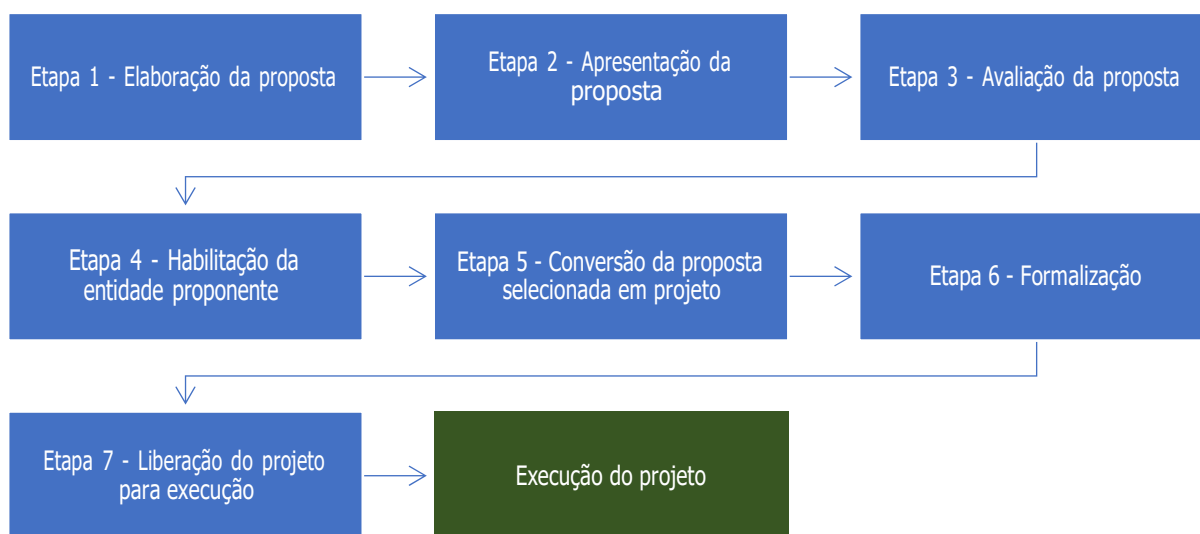 Etapa 1 - Elaboração da proposta
Etapa 2 - Apresentação da
proposta
Etapa 3 - Avaliação da proposta
Etapa 4 - Habilitação da
entidade proponente
Etapa 5 - Conversão da proposta
selecionada em projeto
Etapa 6 - Formalização
Etapa 7 - Liberação do projeto
para execução
Execução do projeto